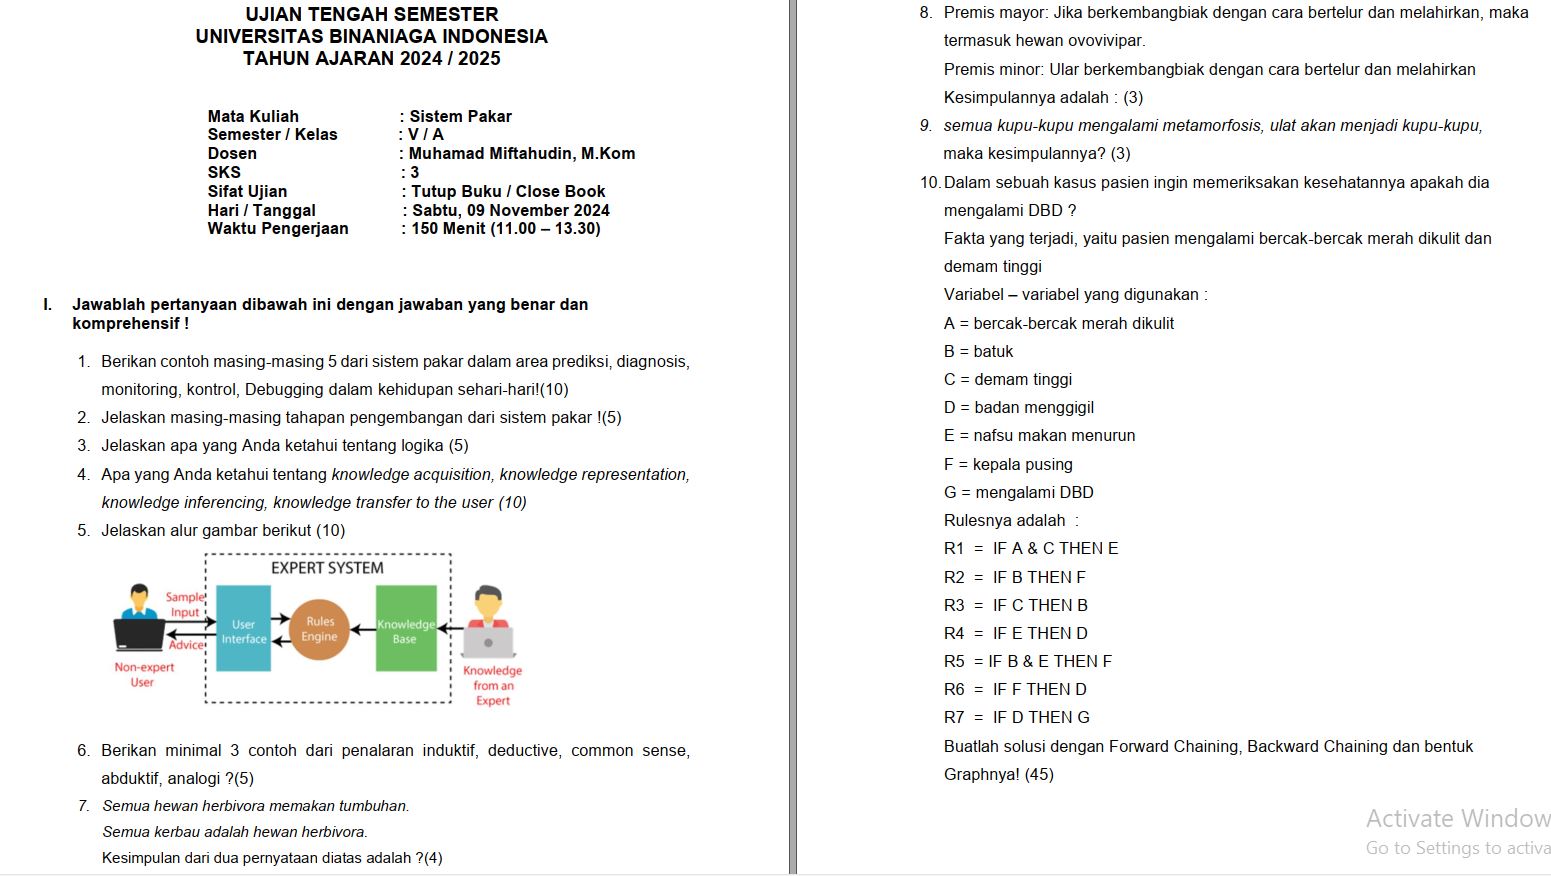 UJIAN TENGAH SEMESTER
UNIVERSITAS BINANIAGA INDONESIA
TAHUN AJARAN 2024 / 2025
Mata Kuliah : Sistem Pakar
Semester / Kelas : V / A
Dosen : Muhamad Miftahudin, M.Kom
SKS : 3
Sifat Ujian : Tutup Buku / Close Book
Hari / Tanggal : Sabtu, 09 November 2024
Waktu Pengerjaan : 150 Menit (11.00 – 13.30)
I. Jawablah pertanyaan dibawah ini dengan jawaban yang benar dan
komprehensif !
1. Berikan contoh masing-masing 5 dari sistem pakar dalam area prediksi, diagnosis,
monitoring, kontrol, Debugging dalam kehidupan sehari-hari!(10)
2. Jelaskan masing-masing tahapan pengembangan dari sistem pakar !(5)
3. Jelaskan apa yang Anda ketahui tentang logika (5)
4. Apa yang Anda ketahui tentang knowledge acquisition, knowledge representation,
knowledge inferencing, knowledge transfer to the user (10)
5. Jelaskan alur gambar berikut (10)
EXPERT SYSTEM
Sample
Input
Advice
Non-expert
User
User
Interface
Rules
Engine
Knowledge
Base
Knowledge
from an
Expert
6. Berikan minimal 3 contoh dari penalaran induktif, deductive, common sense,
abduktif, analogi ?(5)
7. Semua hewan herbivora memakan tumbuhan.
Semua kerbau adalah hewan herbivora.
Kesimpulan dari dua pernyataan diatas adalah ?(4)
8. Premis mayor: Jika berkembangbiak dengan cara bertelur dan melahirkan, maka
termasuk hewan ovovivipar.
Premis minor: Ular berkembangbiak dengan cara bertelur dan melahirkan
Kesimpulannya adalah : (3)
9. semua kupu-kupu mengalami metamorfosis, ulat akan menjadi kupu-kupu,
maka kesimpulannya? (3)
10. Dalam sebuah kasus pasien ingin memeriksakan kesehatannya apakah dia
mengalami DBD ?
Fakta yang terjadi, yaitu pasien mengalami bercak-bercak merah dikulit dan
demam tinggi
Variabel – variabel yang digunakan :
A = bercak-bercak merah dikulit
B = batuk
C = demam tinggi
D = badan menggigil
E = nafsu makan menurun
F = kepala pusing
G = mengalami DBD
Rulesnya adalah :
R1 = IF A & C THEN E
R2 = IF B THEN F
R3 = IF C THEN B
R4 = IF E THEN D
R5 = IF B & E THEN F
R6 = IF F THEN D
R7 = IF D THEN G
Buatlah solusi dengan Forward Chaining, Backward Chaining dan bentuk
Graphnya! (45)
Activate Window
Go to Settings to activa